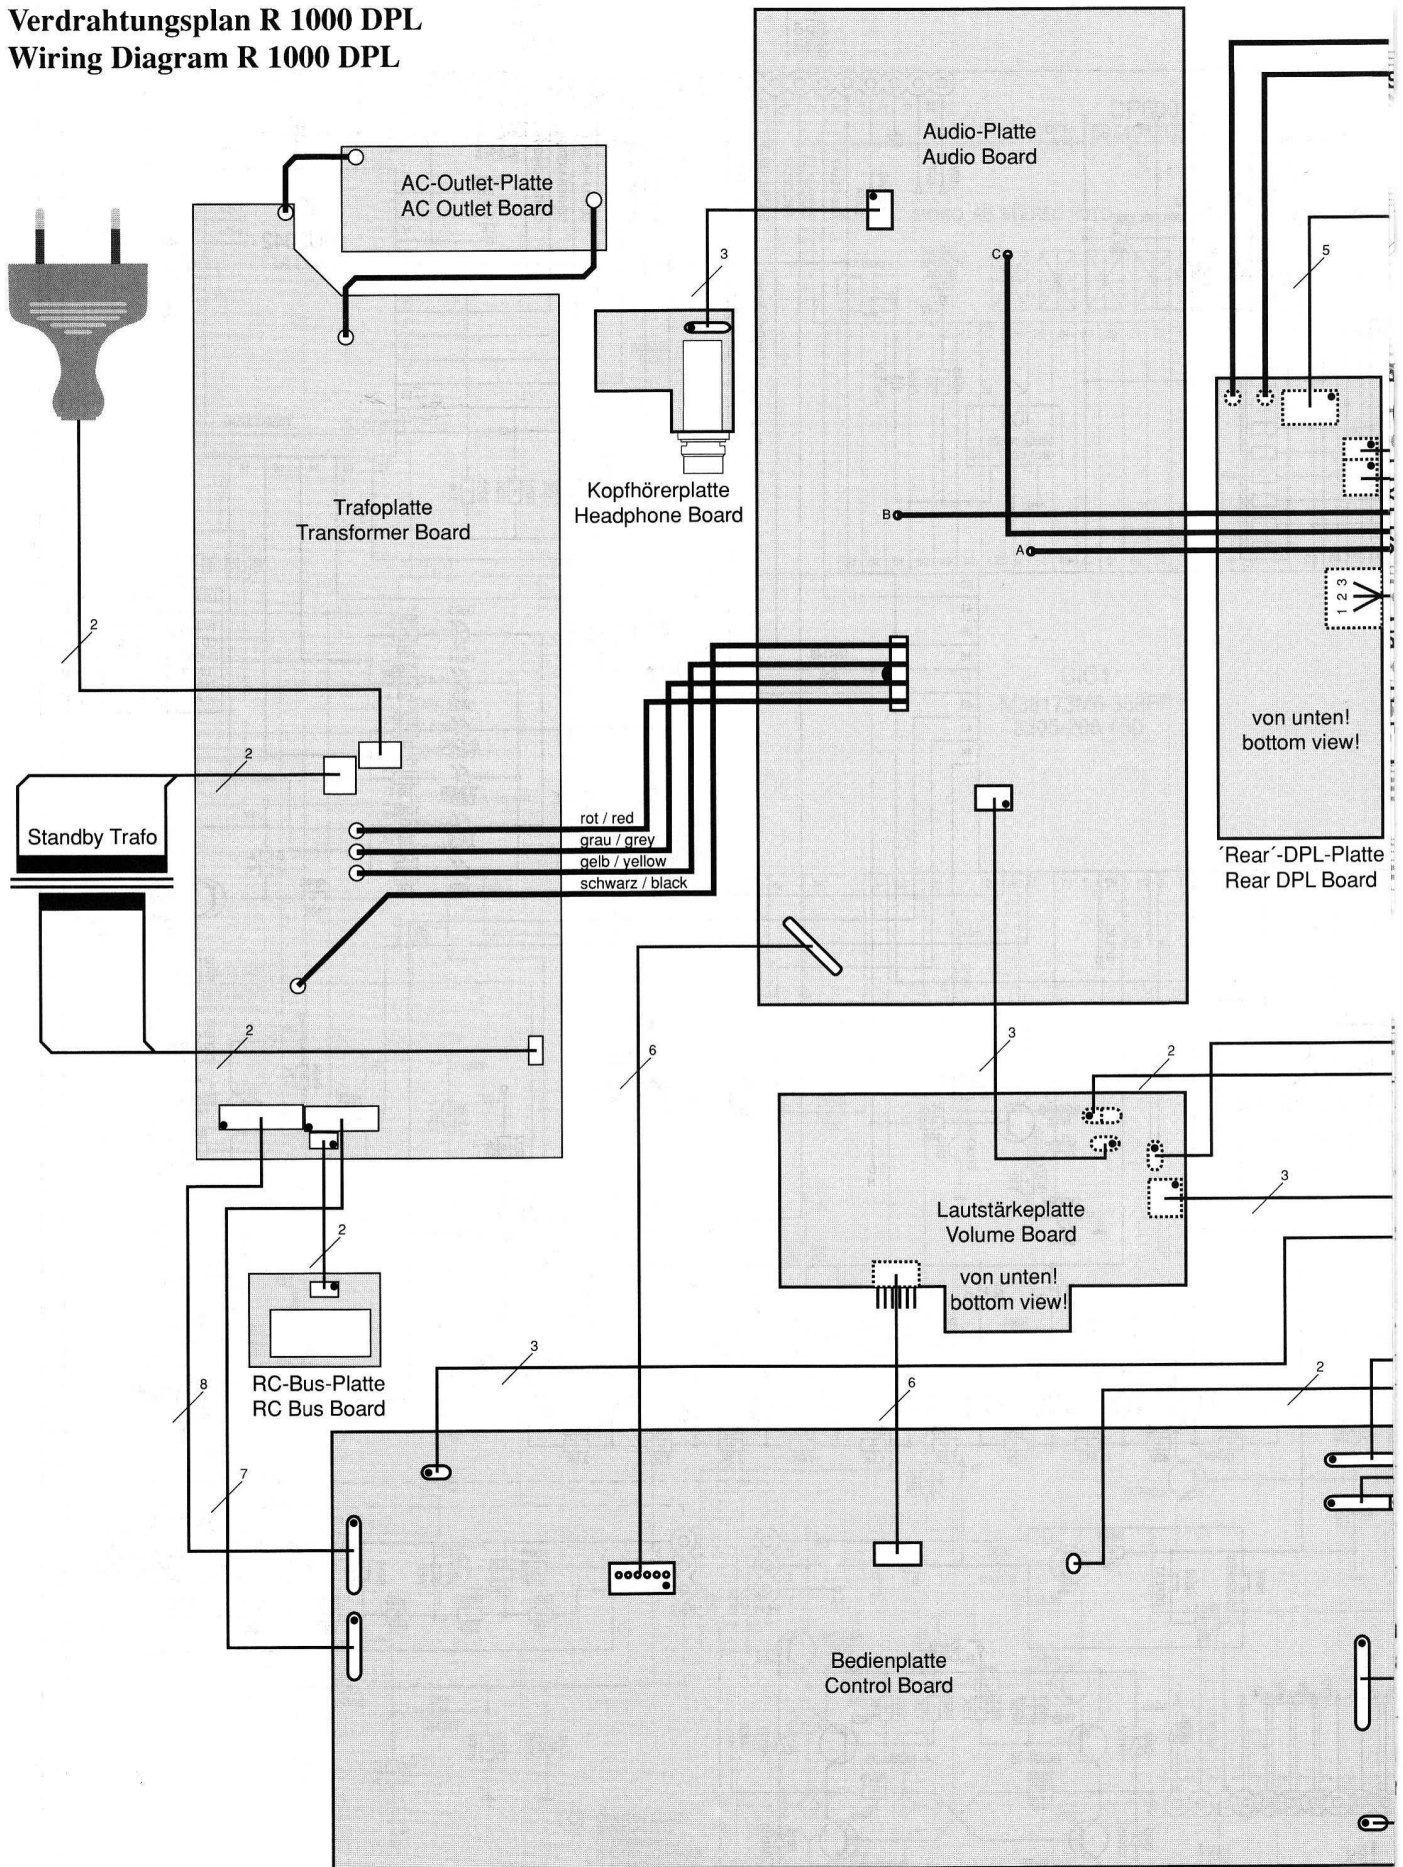 Verdrahtungsplan R 1000 DPL
Wiring Diagram R 1000 DPL
Audio-Platte
Audio Board
AC-Outlet-Platte
AC Outlet Board
3
C
5
Kopfhörerplatte
Headphone Board
Trafoplatte
Transformer Board
B
A
1 2 3
2
von unten!
bottom view!
2
rot / red
grau / grey
gelb / yellow
schwarz / black
Standby Trafo
´Rear´-DPL-Platte
Rear DPL Board
2
6
3
2
3
Lautstärkeplatte
Volume Board
2
von unten!
bottom view!
3
2
RC-Bus-Platte
RC Bus Board
8
6
7
Bedienplatte
Control Board